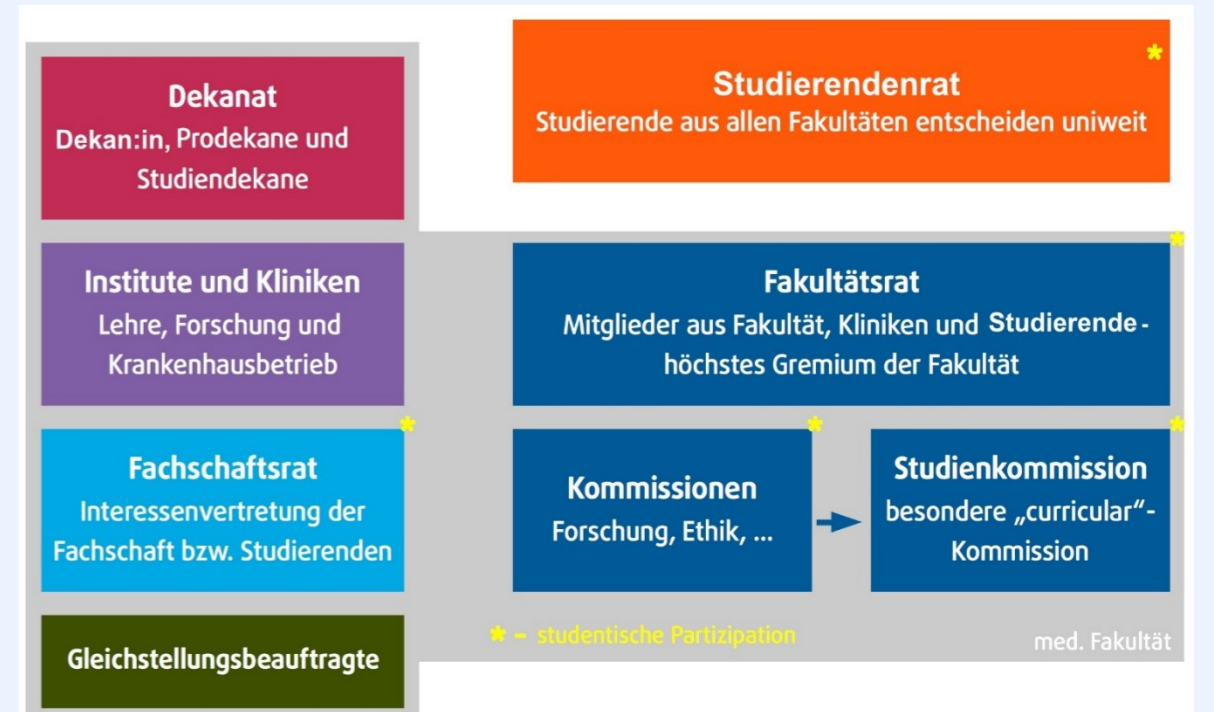 Dekanat
Dekan:in, Prodekane und
Studiendekane
*
Studierendenrat
Studierende aus allen Fakultäten entscheiden uniweit
Institute und Kliniken
Lehre, Forschung und
Krankenhausbetrieb
*
Fakultätsrat
Mitglieder aus Fakultät, Kliniken und Studierende -
höchstes Gremium der Fakultät
*
Fachschaftsrat
Interessenvertretung der
Fachschaft bzw. Studierenden
*
Kommissionen
Forschung, Ethik, ...
*
Studienkommission
besondere „curricular“-
Kommission
Gleichstellungsbeauftragte
* – studentische Partizipation
med. Fakultät